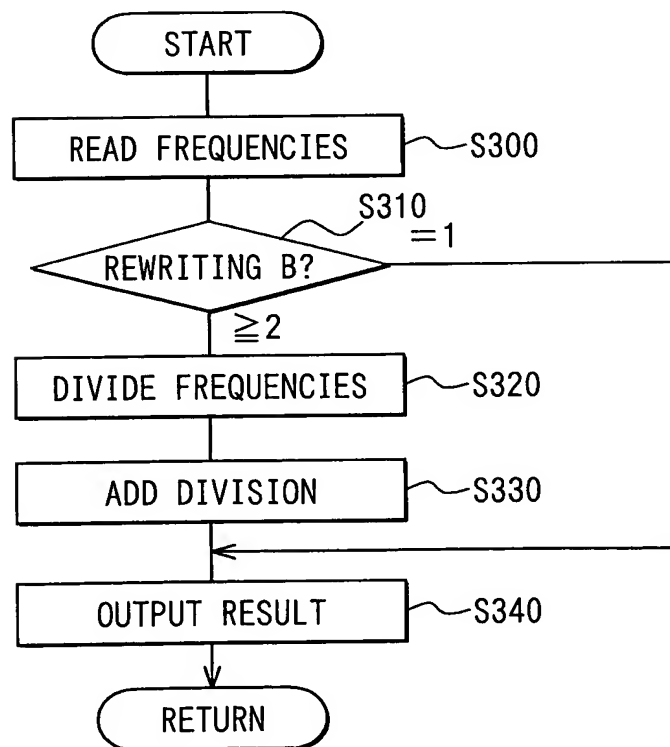 START
READ FREQUENCIES
S300
S310
=1
REWRITING B?
≧2
DIVIDE FREQUENCIES
S320
ADD DIVISION
S330
OUTPUT RESULT
S340
RETURN